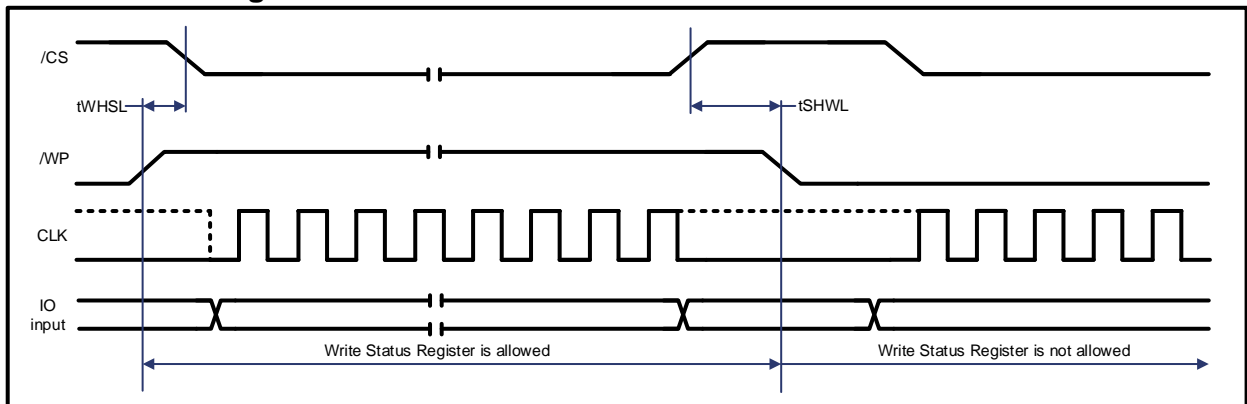 /CS
tWHSL
tSHWL
/WP
CLK
IO
input
Write Status Register is allowed
Write Status Register is not allowed